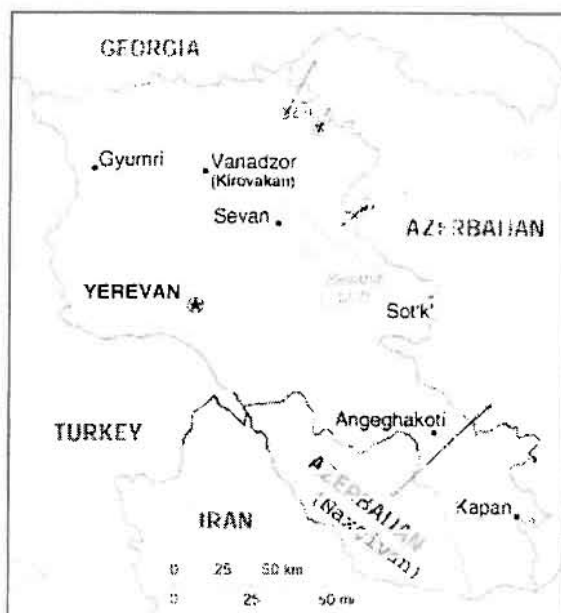 GEORGIA
Gyumri
Vanadzor
(Kirovakan)
Sevan
AZERBAIJAN
YEREVAN
Sot'k
TURKEY
Angeghakoti
AZERBAIJAN
(Naxcivan)
Kapan
IRAN
0 25 50 km
0 25 50 mi